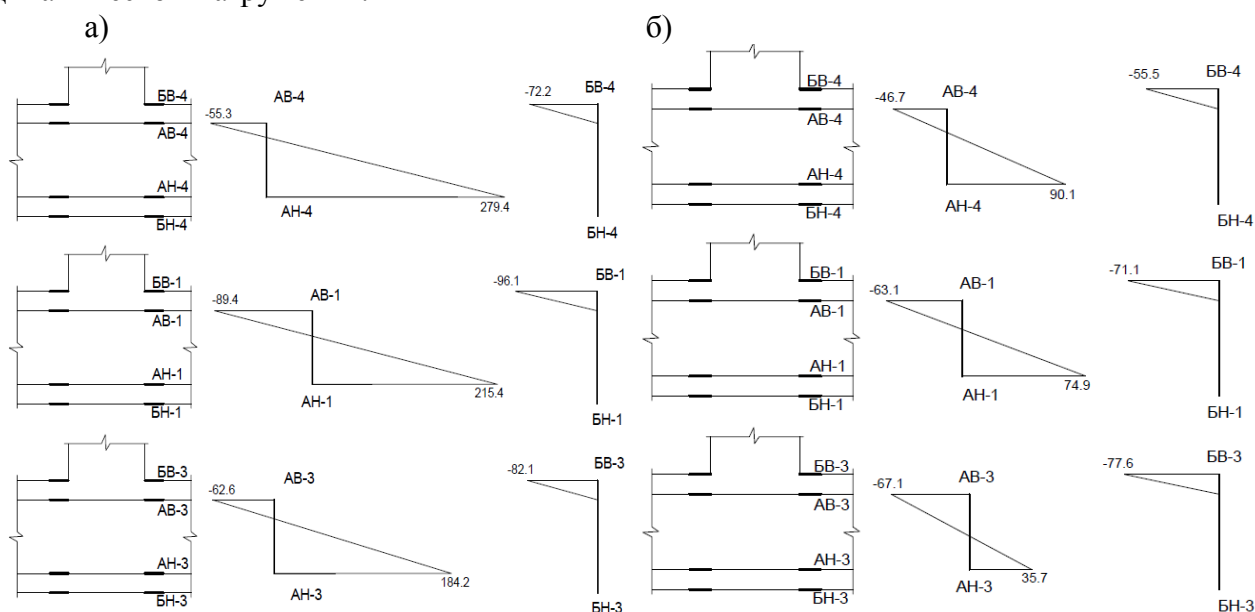 а)
б)
БВ-4
АВ-4
АН-4
БН-4
-55.3
АВ-4
АН-4
279.4
-72.2
БВ-4
БН-4
БВ-4
АВ-4
АН-4
БН-4
-46.7
АВ-4
АН-4
90.1
-55.5
БВ-4
БН-4
БВ-1
АВ-1
АН-1
БН-1
-89.4
АВ-1
АН-1
215.4
-96.1
БВ-1
БН-1
БВ-1
АВ-1
АН-1
БН-1
-63.1
АВ-1
АН-1
74.9
-71.1
БВ-1
БН-1
БВ-3
АВ-3
АН-3
БН-3
-62.6
АВ-3
АН-3
184.2
-82.1
БВ-3
БН-3
БВ-3
АВ-3
АН-3
БН-3
-67.1
АВ-3
АН-3
35.7
-77.6
БВ-3
БН-3